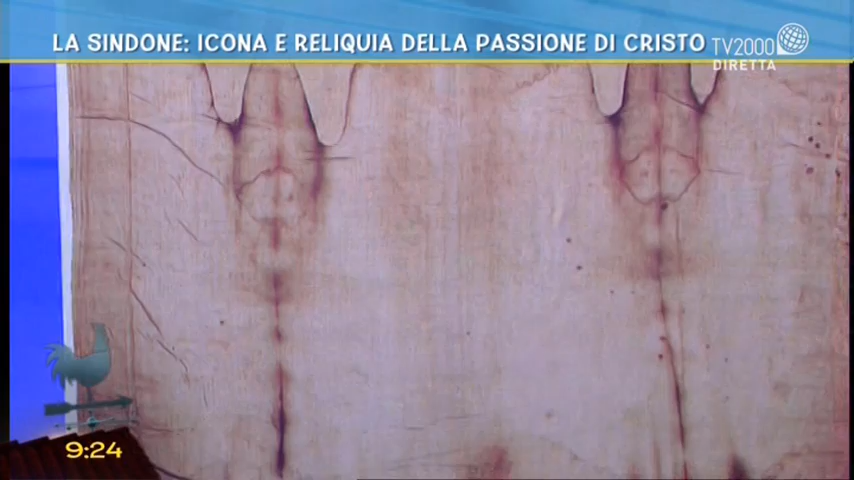 LA SINDONE: ICONA E RELIQUIA DELLA PASSIONE DI CRISTO
TV2000
DIRETTA
9:24